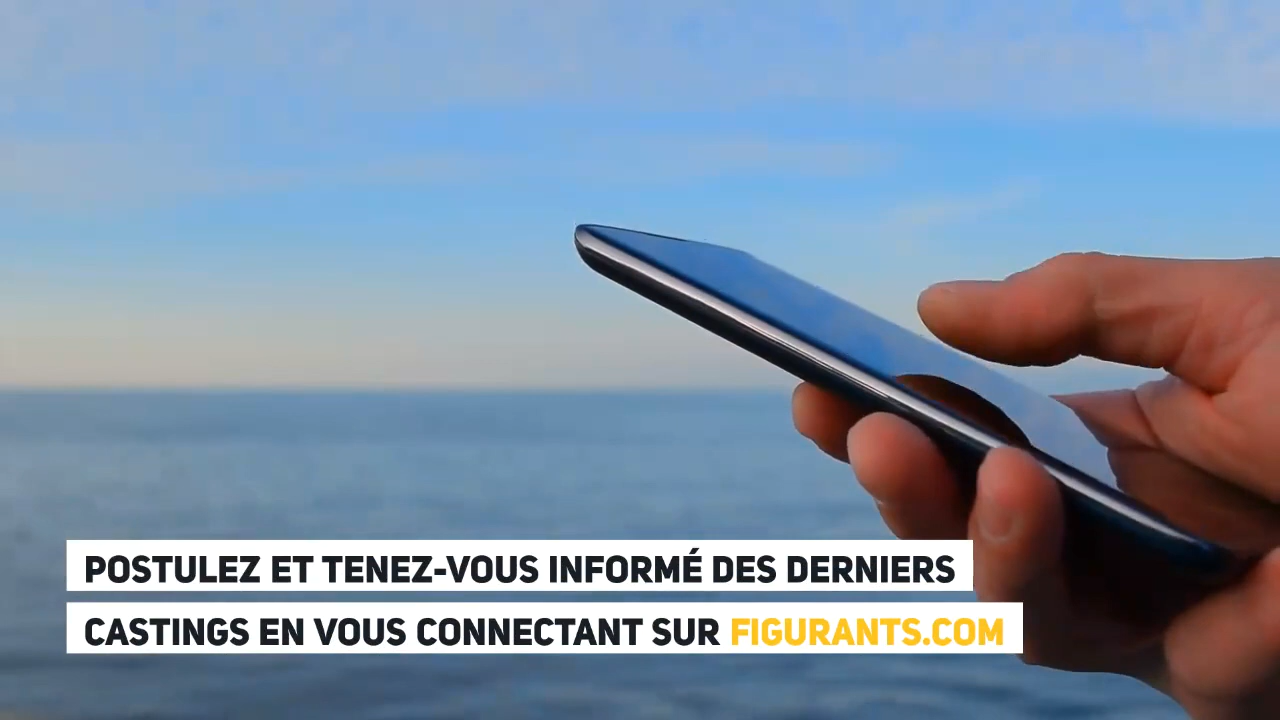 POSTULEZ ET TENEZ-VOUS INFORMÉ DES DERNIERS
CASTINGS EN VOUS CONNECTANT SUR FIGURANTS.COM